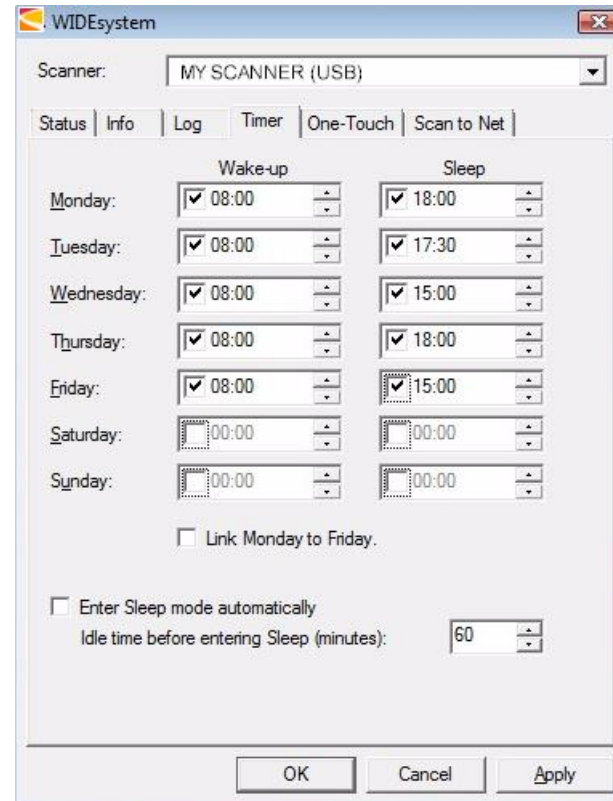 WIDEsystem
Scanner: MY SCANNER (USB)
Status Info Log Timer One-Touch Scan to Net
Wake-up Sleep
Monday: 08:00 18:00
Tuesday: 08:00 17:30
Wednesday: 08:00 15:00
Thursday: 08:00 18:00
Friday: 08:00 15:00
Saturday: 00:00 00:00
Sunday: 00:00 00:00
Link Monday to Friday.
Enter Sleep mode automatically
Idle time before entering Sleep (minutes): 60
OK Cancel Apply